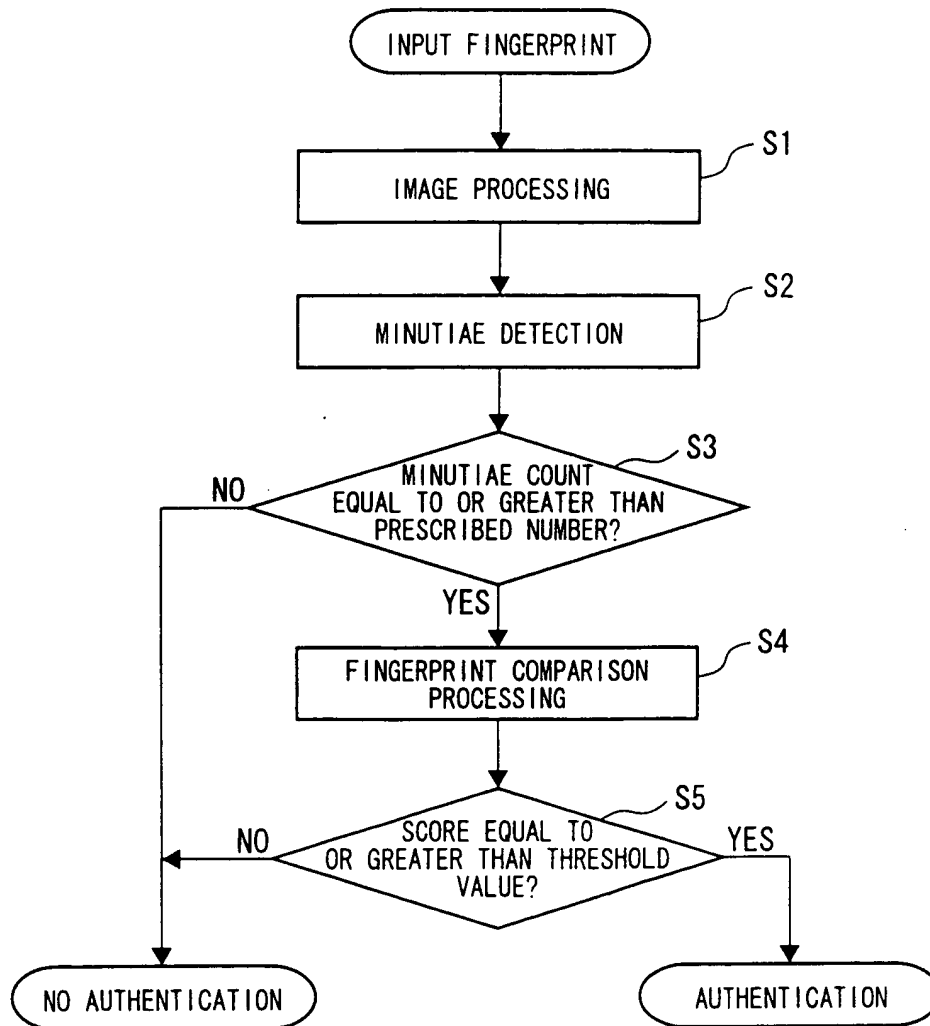 INPUT FINGERPRINT
S1
IMAGE PROCESSING
S2
MINUTIAE DETECTION
S3
MINUTIAE COUNT
EQUAL TO OR GREATER THAN
PRESCRIBED NUMBER?
NO
YES
S4
FINGERPRINT COMPARISON
PROCESSING
S5
SCORE EQUAL TO
OR GREATER THAN THRESHOLD
VALUE?
NO
YES
NO AUTHENTICATION
AUTHENTICATION